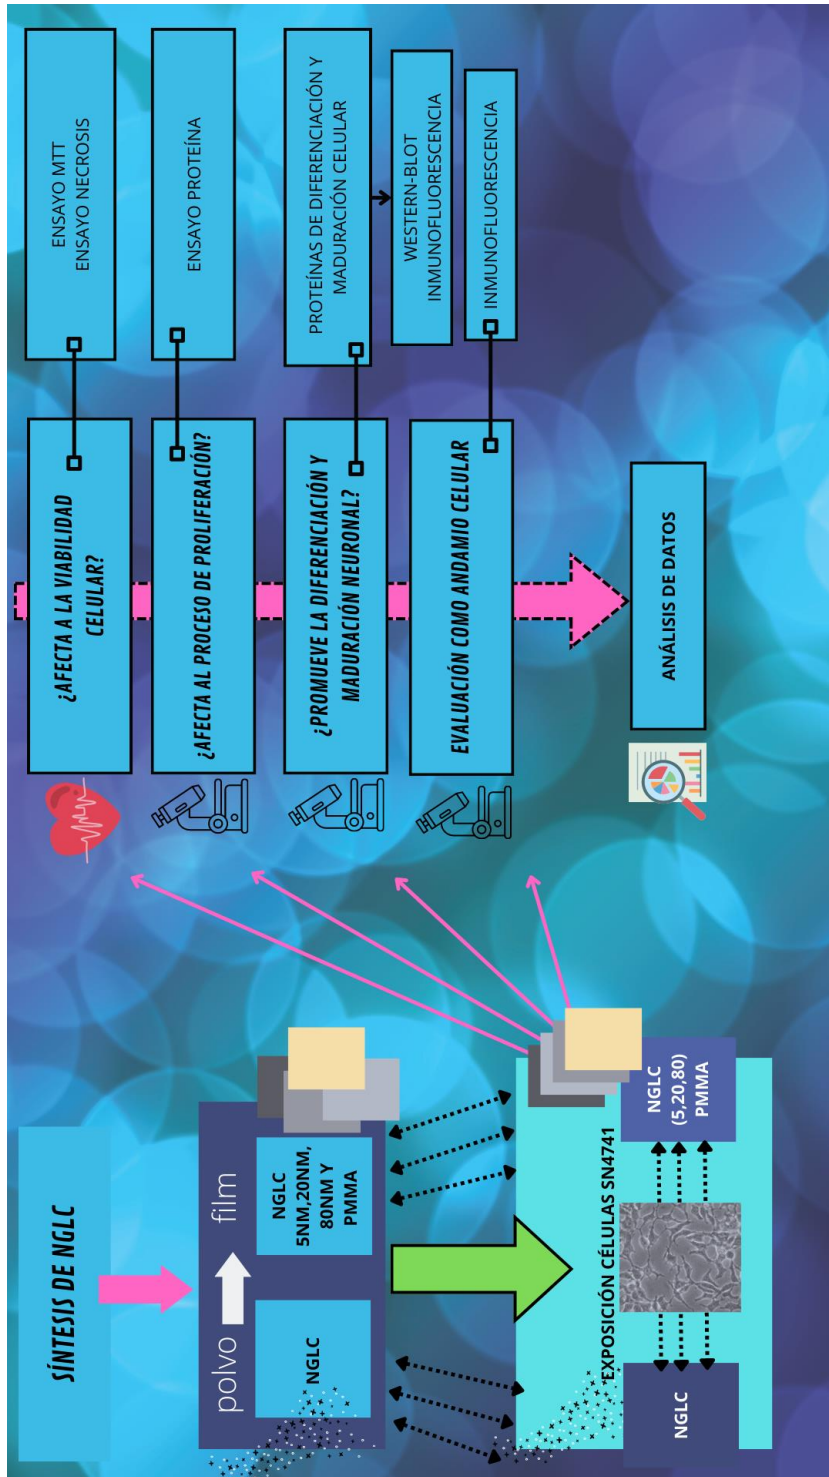 SÍNTESIS DE NGLC
polvo
film
NGLC
NGLC
5NM,20NM,
80NM Y
PMMA
EXPOSICIÓN CÉLULAS SN4741
NGLC
NGLC
(5,20,80)
PMMA
¿AFECTA A LA VIABILIDAD
CELULAR?
ENSAYO MTT
ENSAYO NECROSIS
¿AFECTA AL PROCESO DE PROLIFERACIÓN?
ENSAYO PROTEÍNA
¿PROMUEVE LA DIFERENCIACIÓN Y
MADURACIÓN NEURONAL?
PROTEÍNAS DE DIFERENCIACIÓN Y
MADURACIÓN CELULAR
WESTERN-BLOT
INMUNOFLUORESCENCIA
EVALUACIÓN COMO ANDAMIO CELULAR
INMUNOFLUORESCENCIA
ANÁLISIS DE DATOS